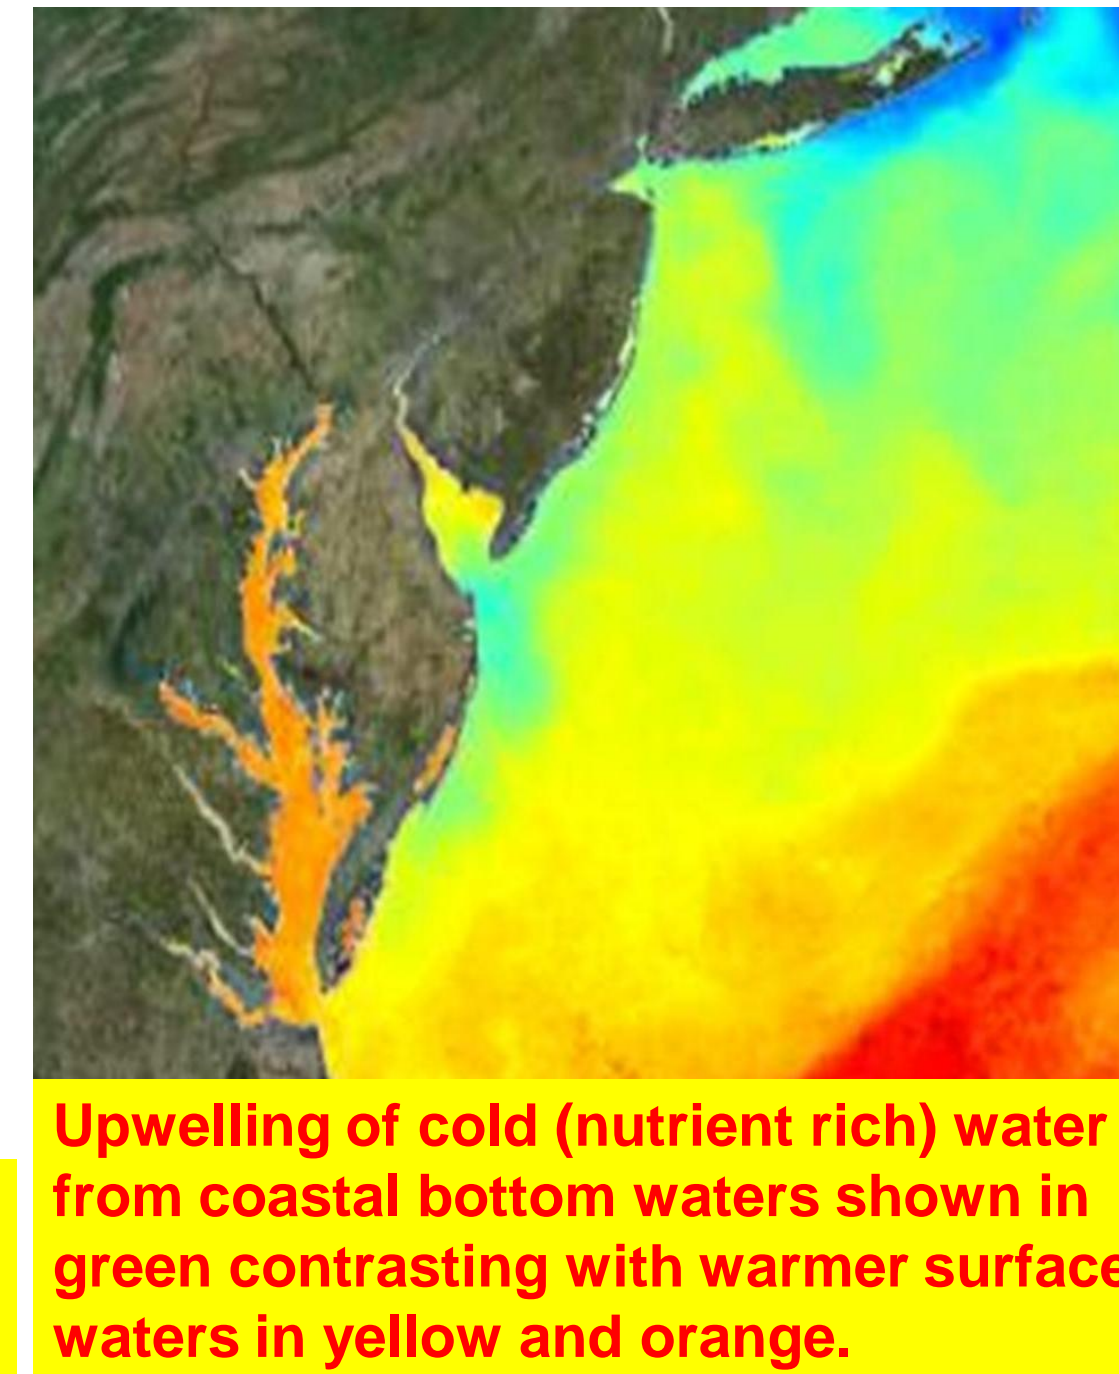 Upwelling of cold (nutrient rich) water
from coastal bottom waters shown in
green contrasting with warmer surface
waters in yellow and orange.